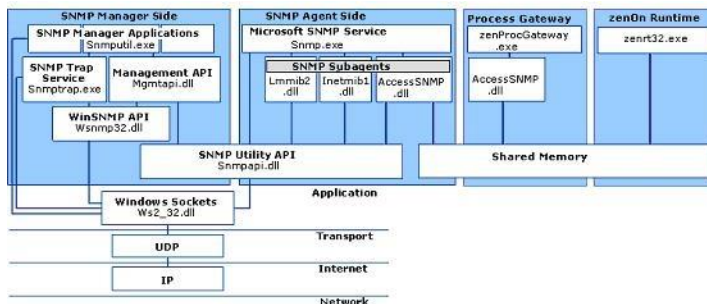 SNMP Manager Side
SNMP Manager Applications
Snmputil.exe
SNMP Trap
Service
Snmptrap.exe
Management API
Mgmtapi.dll
WinSNMP API
Wsnmp32.dll
SNMP Agent Side
Microsoft SNMP Service
Snmp.exe
SNMP Subagents
Lmmib2
.dll
Inetmib1
.dll
AccessSNMP
.dll
Process Gateway
zenProcGateway
.exe
AccessSNMP
.dll
zenOn Runtime
zenrt32.exe
SNMP Utility API
Snmpapi.dll
Shared Memory
Application
Windows Sockets
Ws2_32.dll
Transport
UDP
Internet
IP
Network